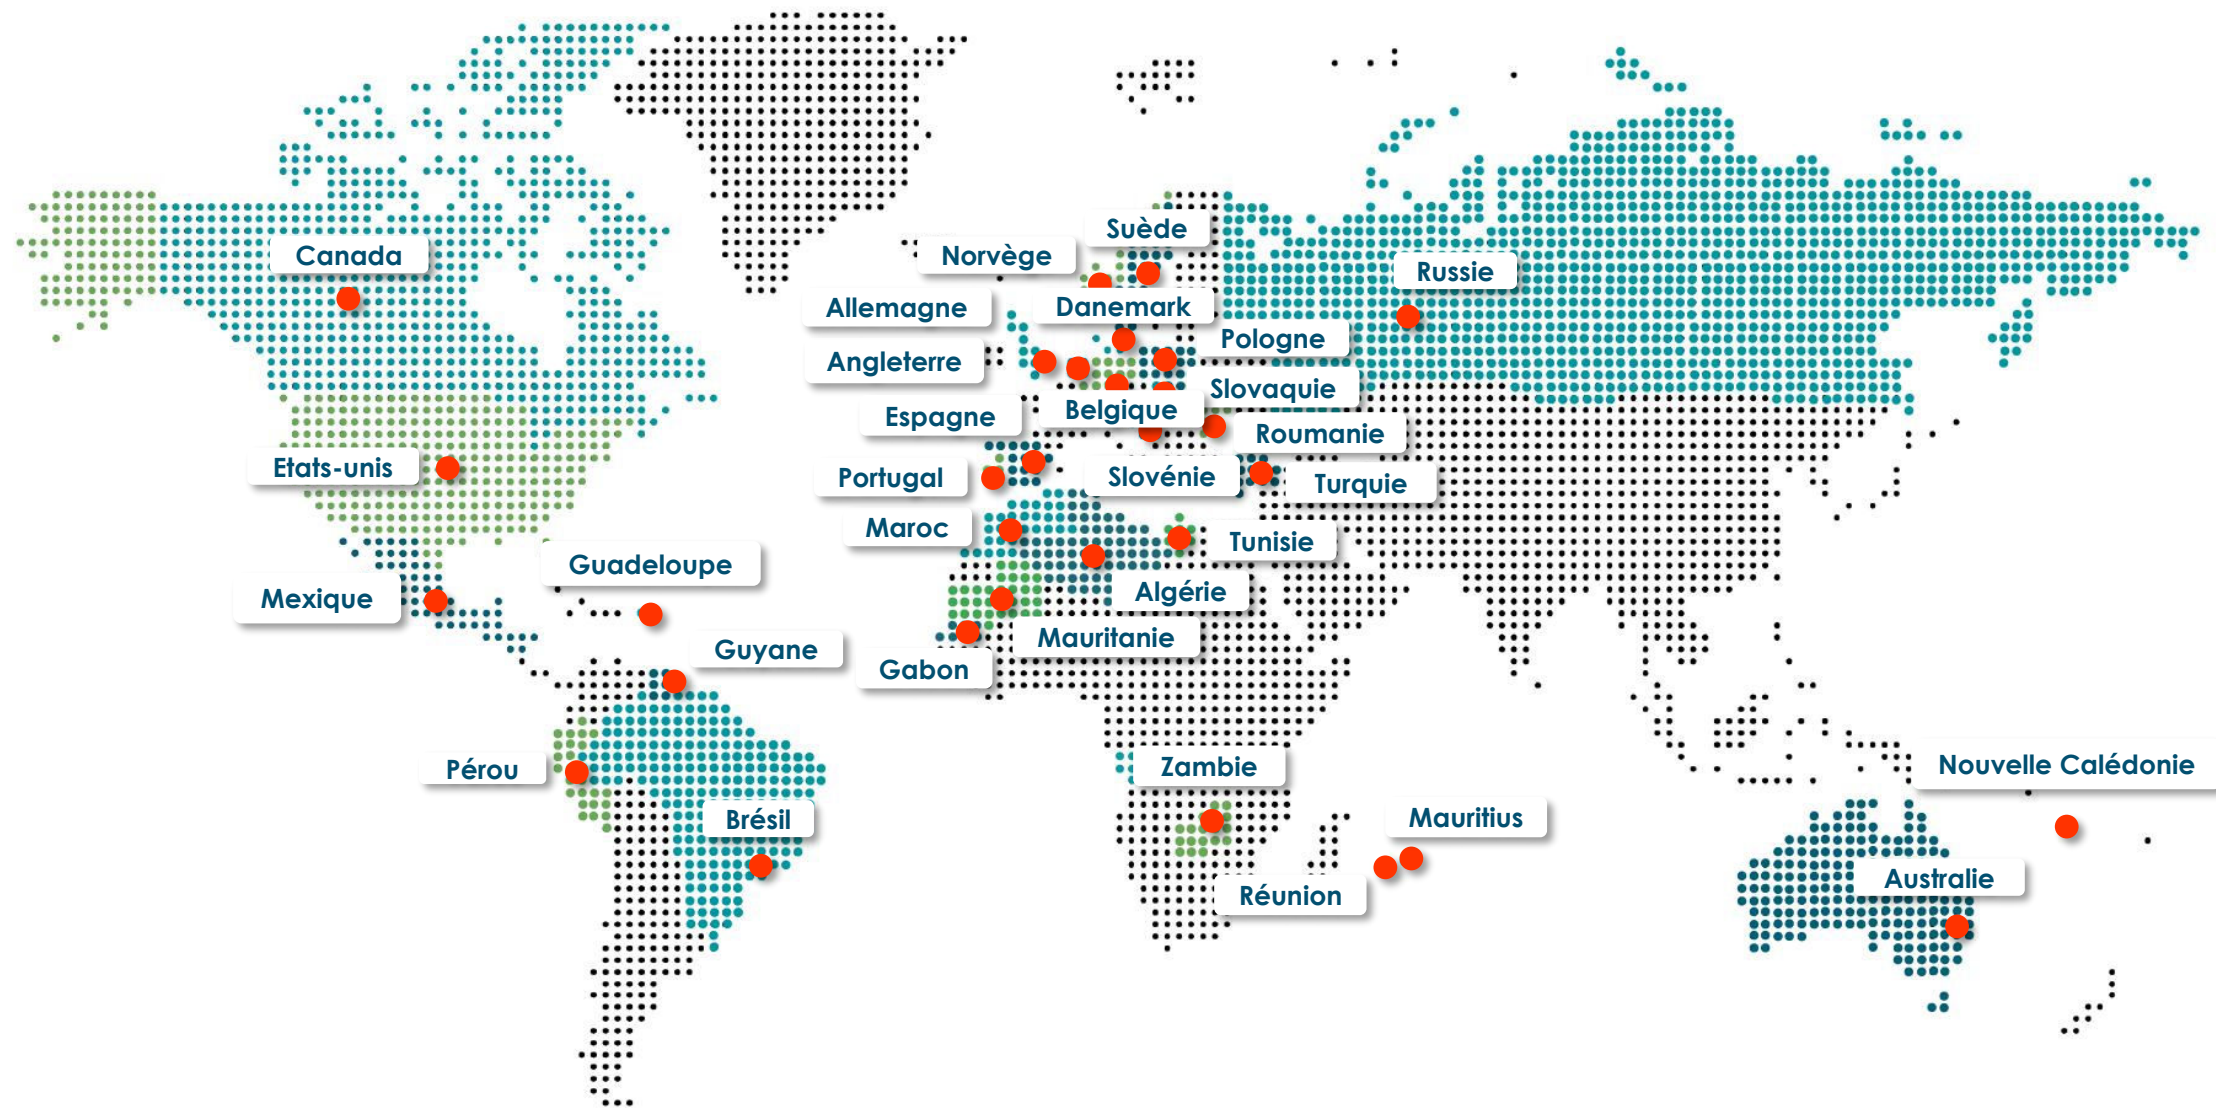 Suède
Canada
Norvège
Russie
Allemagne
Danemark
Pologne
Angleterre
Slovaquie
Espagne
Belgique
Roumanie
Etats-unis
Portugal
Slovénie
Turquie
Maroc
Tunisie
Guadeloupe
Algérie
Mexique
Mauritanie
Guyane
Gabon
Pérou
Zambie
Nouvelle Calédonie
Brésil
Mauritius
Australie
Réunion